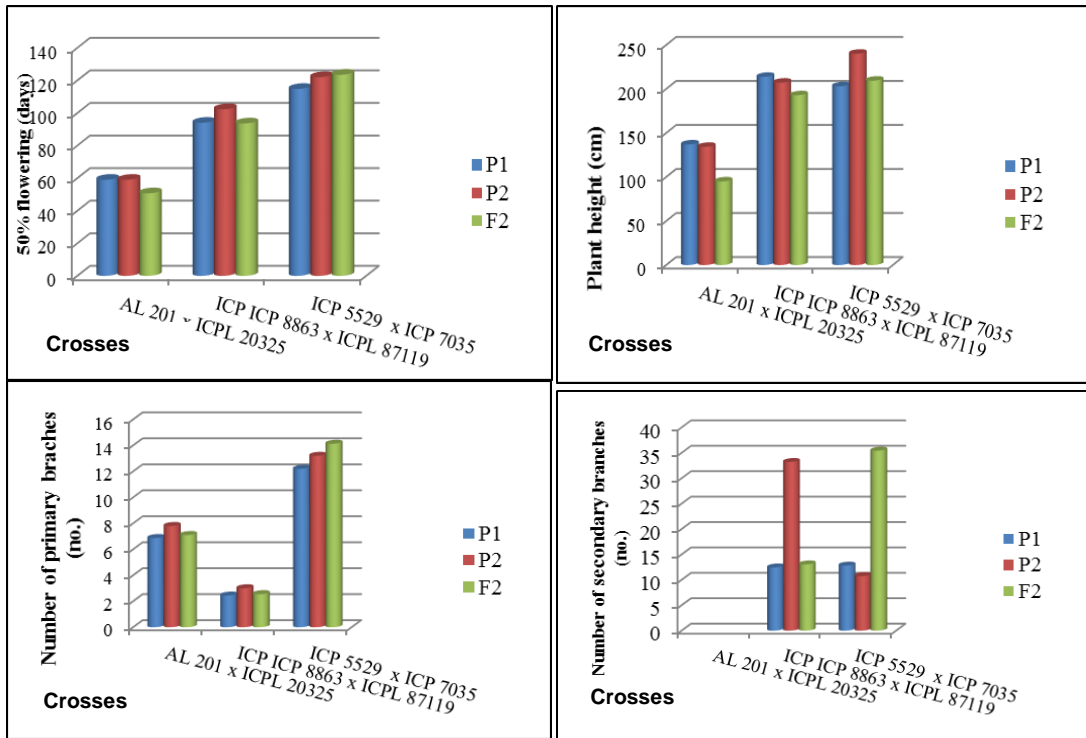 140
120
100
80
60
40
20
0
50% flowering (days)
AL 201 x ICPL 20325
ICP ICP 8863 x ICPL 87119
ICP 5529 x ICP 7035
Crosses
P1
P2
F2
250
200
150
100
50
0
Plant height (cm)
AL 201 x ICPL 20325
ICP ICP 8863 x ICPL 87119
ICP 5529 x ICP 7035
Crosses
P1
P2
F2
16
14
12
10
8
6
4
2
0
Number of primary braches
(no.)
AL 201 x ICPL 20325
ICP ICP 8863 x ICPL 87119
ICP 5529 x ICP 7035
Crosses
P1
P2
F2
40
35
30
25
20
15
10
5
0
Number of secondary branches
(no.)
AL 201 x ICPL 20325
ICP ICP 8863 x ICPL 87119
ICP 5529 x ICP 7035
Crosses
P1
P2
F2